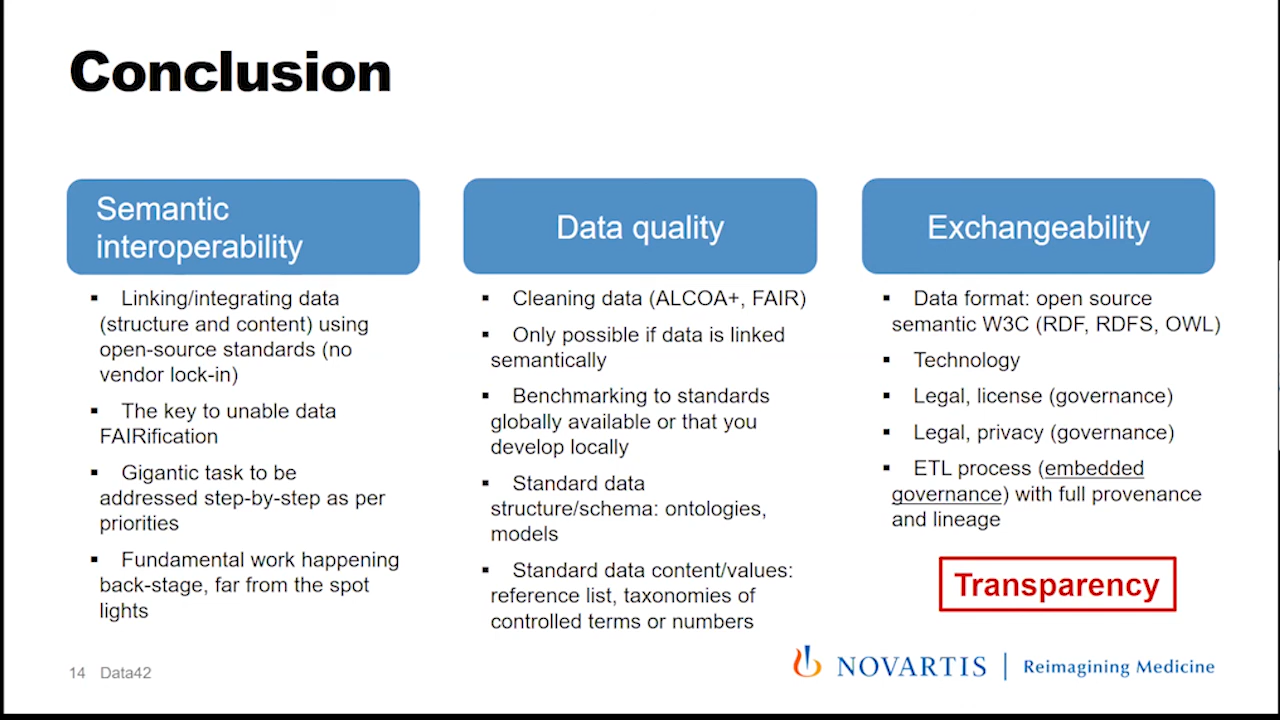 Conclusion
Semantic
interoperability
▪ Linking/integrating data
(structure and content) using
open-source standards (no
vendor lock-in)
▪ The key to unable data
FAIRification
▪ Gigantic task to be
addressed step-by-step as per
priorities
▪ Fundamental work happening
back-stage, far from the spot
lights
Data quality
▪ Cleaning data (ALCOA+, FAIR)
▪ Only possible if data is linked
semantically
▪ Benchmarking to standards
globally available or that you
develop locally
▪ Standard data
structure/schema: ontologies,
models
▪ Standard data content/values:
reference list, taxonomies of
controlled terms or numbers
Exchangeability
▪ Data format: open source
semantic W3C (RDF, RDFS, OWL)
▪ Technology
▪ Legal, license (governance)
▪ Legal, privacy (governance)
▪ ETL process (embedded
governance) with full provenance
and lineage
Transparency
14 Data42
NOVARTIS | Reimagining Medicine